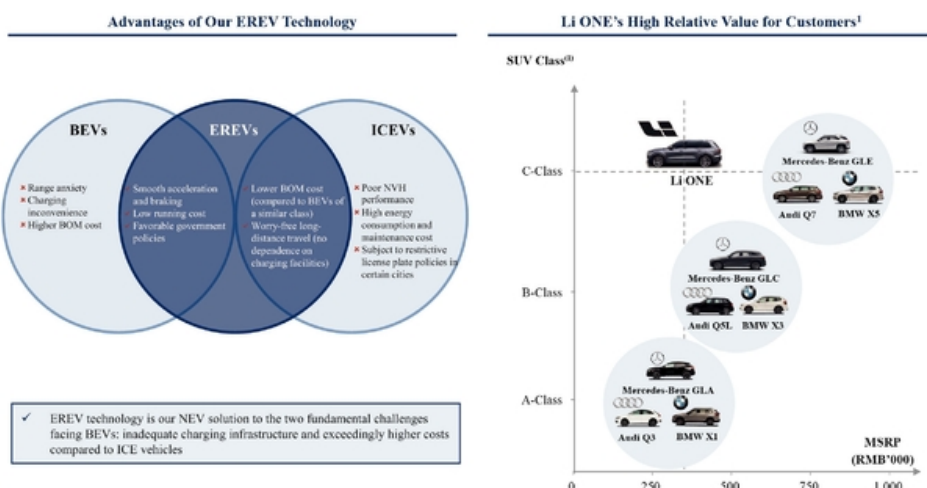 Advantages of Our EREV Technology
BEVs
EREVs
ICEVs
Range anxiety
Charging
inconvenience
Higher BOM cost
Smooth acceleration
and braking
Low running cost
Favorable government
policies
Lower BOM cost
(compared to BEVs of
a similar class)
Worry-free long-
distance travel (no
dependence on
charging facilities)
Poor NVH
performance
High energy
consumption and
maintenance cost
Subject to restrictive
license plate policies in
certain cities
✓ EREV technology is our NEV solution to the two fundamental challenges
facing BEVs: inadequate charging infrastructure and exceedingly higher costs
compared to ICE vehicles
Li ONE's High Relative Value for Customers¹
SUV Class⁽¹⁾
C-Class
Li ONE
Mercedes-Benz GLE
Audi Q7 BMW X5
B-Class
Mercedes-Benz GLC
Audi Q5L BMW X3
A-Class
Mercedes-Benz GLA
Audi Q3 BMW X1
MSRP
(RMB'000)
0 250 500 750 1,000